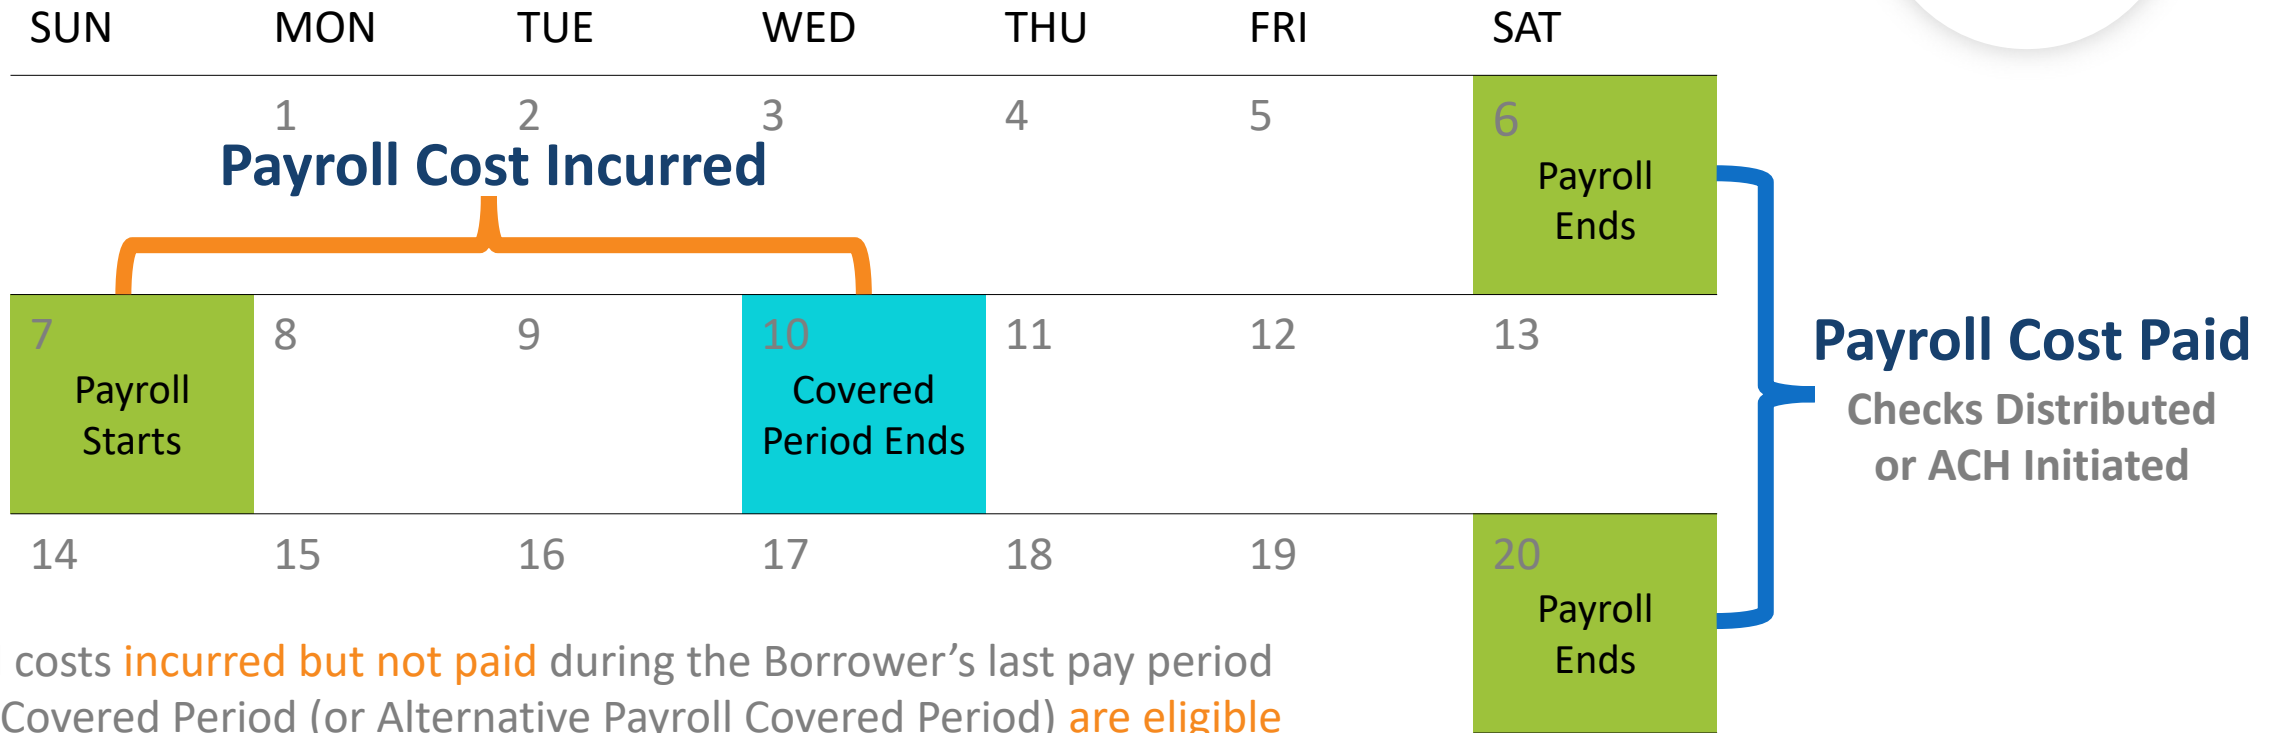 SUN MON TUE WED THU FRI SAT
1 2 3 4 5 6
Payroll Cost Incurred
Payroll
Ends
7 8 9 10 11 12 13
Payroll
Starts
Covered
Period Ends
Payroll Cost Paid
Checks Distributed
or ACH Initiated
14 15 16 17 18 19 20
Payroll
Ends
costs incurred but not paid during the Borrower’s last pay period
Covered Period (or Alternative Payroll Covered Period) are eligible